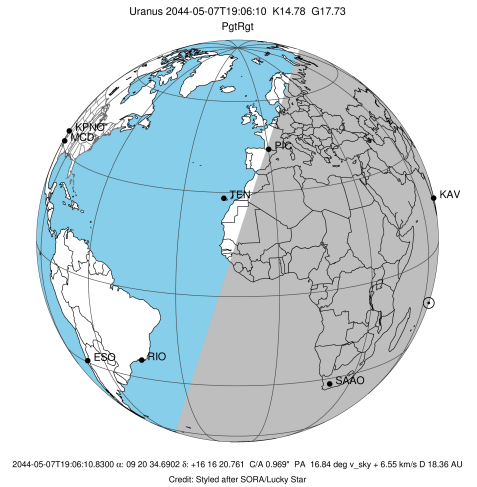 Uranus 2044-05-07T19:06:10 K14.78 G17.73
PgtRgt
KPNO
MCD
PIC
TEN
KAV
ESO
RIO
SAAO
2044-05-07T19:06:10.8300 α: 09 20 34.6902 δ: +16 16 20.761 C/A 0.969" PA 16.84 deg v_sky + 6.55 km/s D 18.36 AU
Credit: Styled after SORA/Lucky Star